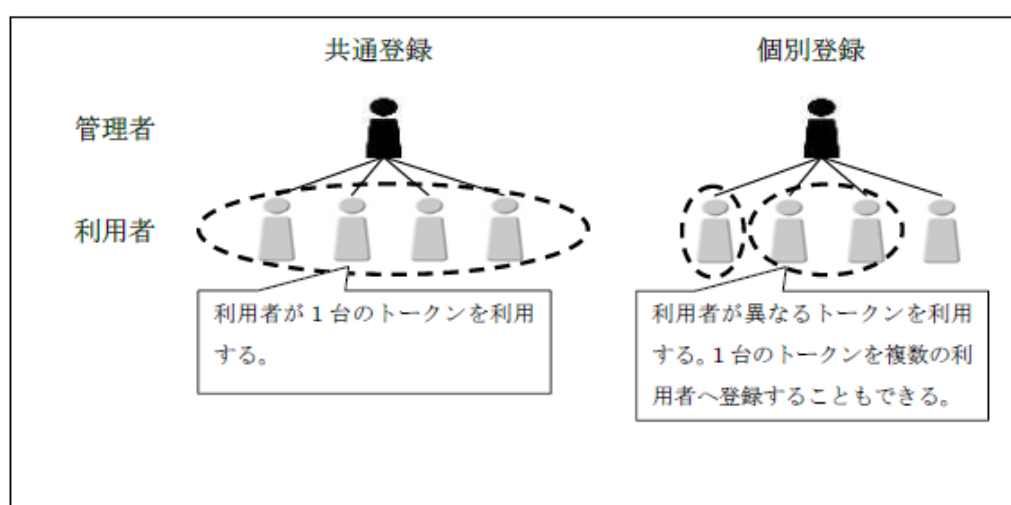 共通登録
個別登録
管理者
利用者
利用者が1台のトークンを利用
する。
利用者が異なるトークンを利用
する。1台のトークンを複数の利
用者へ登録することもできる。